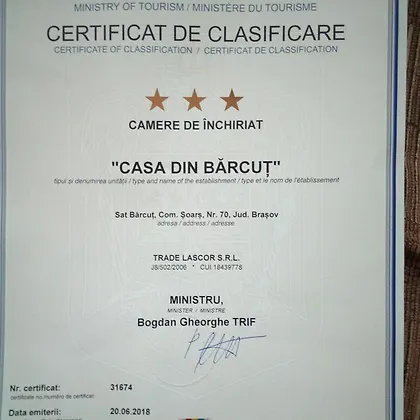 MINISTRY OF TOURISM / MINISTÈRE DU TOURISME
CERTIFICAT DE CLASIFICARE
CERTIFICATE OF CLASSIFICATION / CERTIFICAT DE CLASSIFICATION
CAMERE DE ÎNCHIRIAT
"CASA DIN BĂRCUȚ"
tipul și denumirea unității / type and name of the establishment / type et le nom de l'établissement
Sat Bărcuț, Com. Șoarș, Nr. 70, Jud. Brașov
adresa / address / adresse
TRADE LASCOR S.R.L.
J8/502/2006 * CUI 18439778
MINISTRU,
MINISTER / MINISTRE
Bogdan Gheorghe TRIF
Nr. certificat: 31674
certificate no./numéro de certificat:
Data emiterii: 20.06.2018